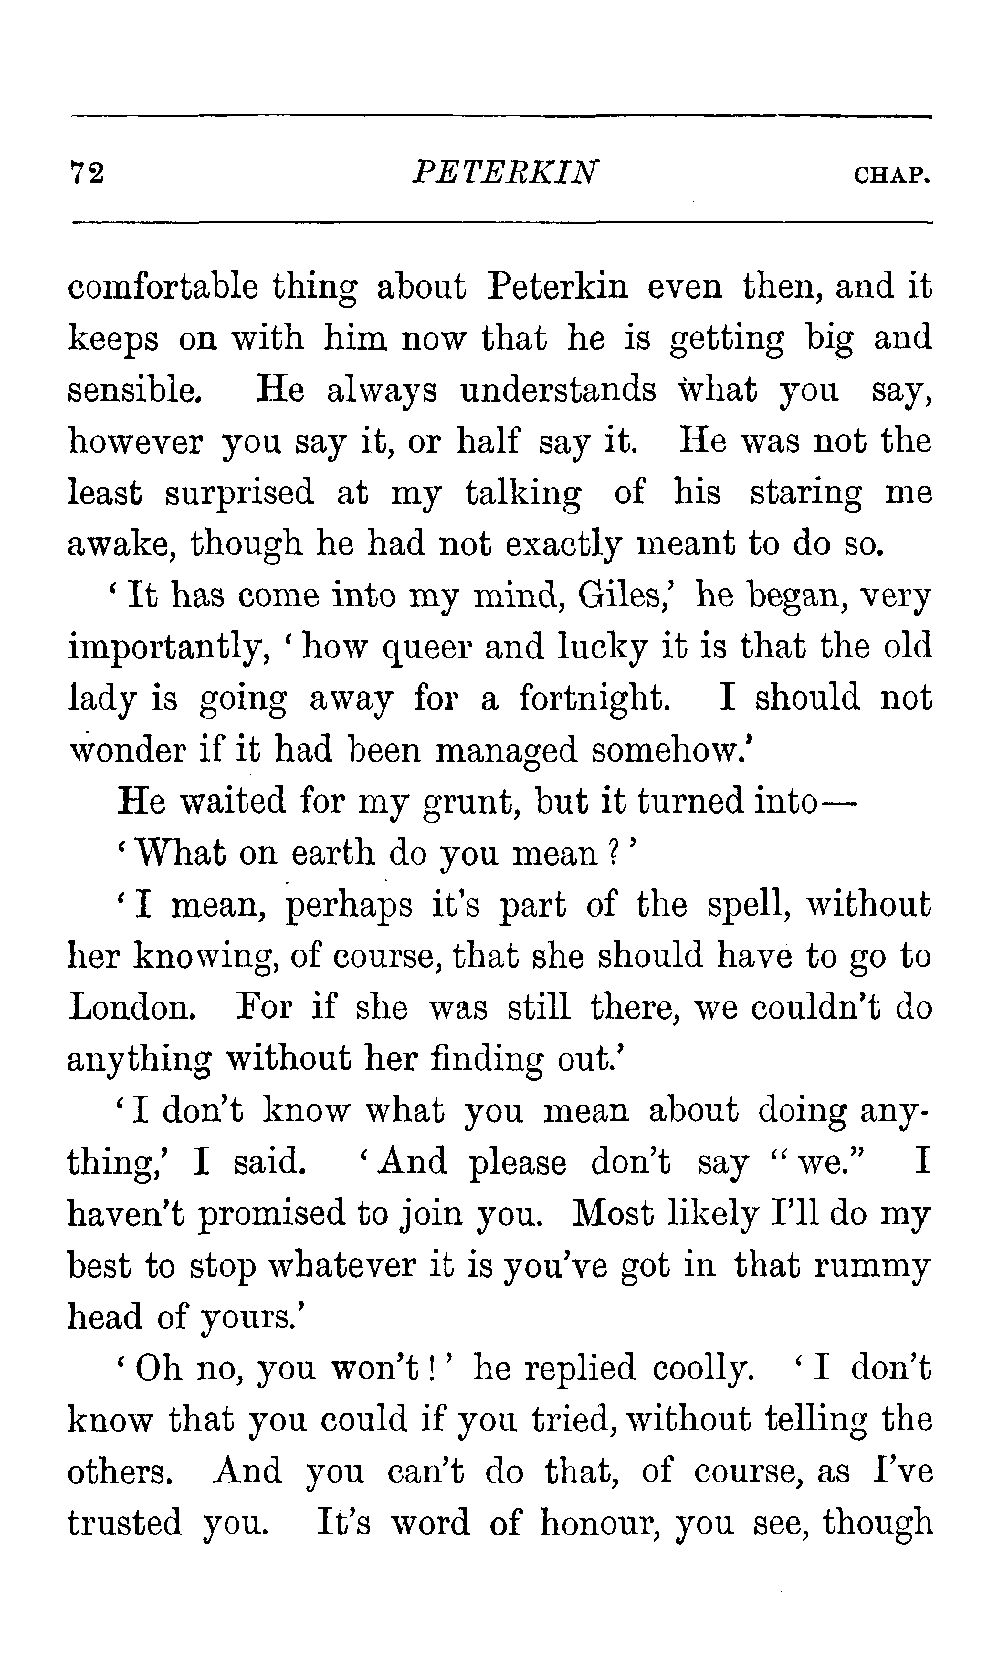 72 PETERKIN CHAP.
comfortable thing about Peterkin even then, and it
keeps on with him now that he is getting big and
sensible. He always understands what you say,
however you say it, or half say it. He was not the
least surprised at my talking of his staring me
awake, though he had not exactly meant to do so.
‘It has come into my mind, Giles,’ he began, very
importantly, ‘how queer and lucky it is that the old
lady is going away for a fortnight. I should not
wonder if it had been managed somehow.’
He waited for my grunt, but it turned into—
‘What on earth do you mean?’
‘I mean, perhaps it’s part of the spell, without
her knowing, of course, that she should have to go to
London. For if she was still there, we couldn’t do
anything without her finding out.’
‘I don’t know what you mean about doing any-
thing,’ I said. ‘And please don’t say “we.” I
haven’t promised to join you. Most likely I’ll do my
best to stop whatever it is you’ve got in that rummy
head of yours.’
‘Oh no, you won’t!’ he replied coolly. ‘I don’t
know that you could if you tried, without telling the
others. And you can’t do that, of course, as I’ve
trusted you. It’s word of honour, you see, though